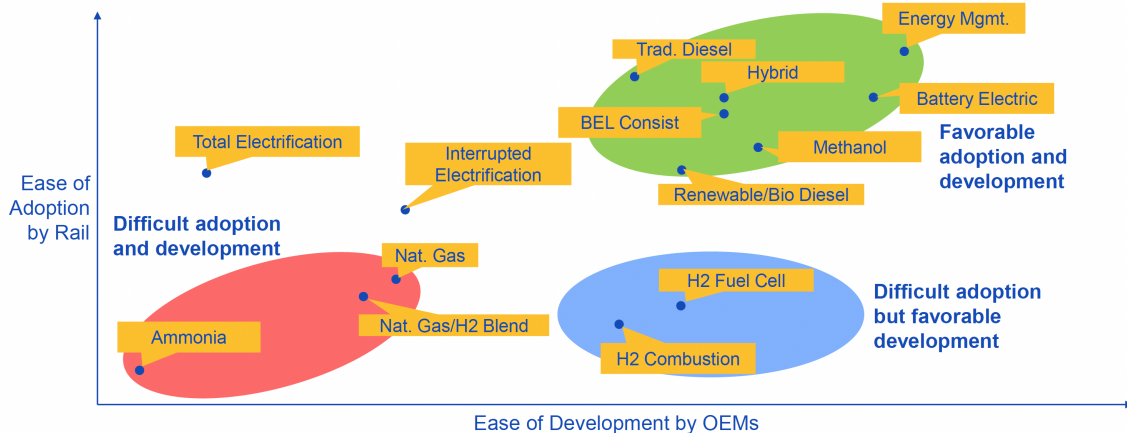 Energy Mgmt.
Trad. Diesel
Hybrid
Battery Electric
BEL Consist
Favorable
adoption and
development
Total Electrification
Interrupted
Electrification
Methanol
Renewable/Bio Diesel
Ease of
Adoption
by Rail
Difficult adoption
and development
Nat. Gas
H2 Fuel Cell
Difficult adoption
but favorable
development
Nat. Gas/H2 Blend
Ammonia
H2 Combustion
Ease of Development by OEMs